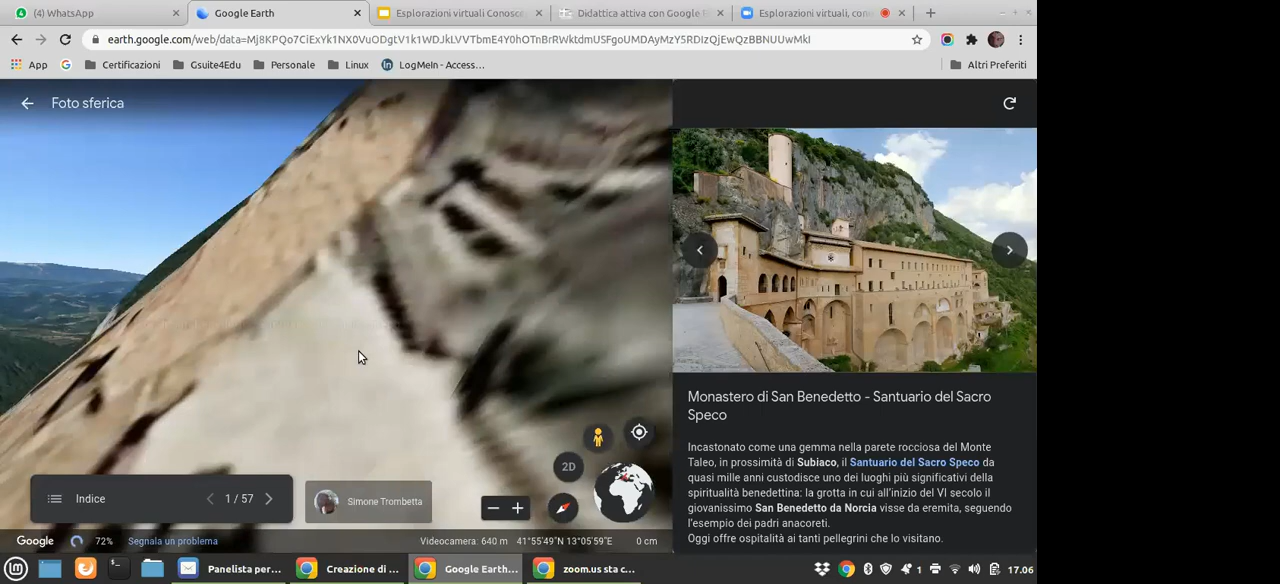 (4) WhatsApp
Google Earth
Esplorazioni virtuali Conosc
Didattica attiva con Google E
Esplorazioni virtuali, con
earth.google.com/web/data=Mj8KPQo7CiExYk1NX0VuODgtV1k1WDJkLVVTbmE4Y0hOTnBrRWktdmUSFgoUMDAyMzY5RDIzQjEwQzBBNUUwMkI
App
Certificazioni
Gsuite4Edu
Personale
Linux
LogMeIn - Access...
Altri Preferiti
Foto sferica
Monastero di San Benedetto - Santuario del Sacro
Speco
Incastonato come una gemma nella parete rocciosa del Monte
Taleo, in prossimità di Subiaco, il Santuario del Sacro Speco da
quasi mille anni custodisce uno dei luoghi più significativi della
spiritualità benedettina: la grotta in cui all'inizio del VI secolo il
giovanissimo San Benedetto da Norcia visse da eremita, seguendo
l'esempio dei padri anacoreti.
Oggi offre ospitalità ai tanti pellegrini che lo visitano.
2D
Indice
1 / 57
Simone Trombetta
Google
72%
Segnala un problema
Videocamera: 640 m
41°55'49"N 13°05'59"E
0 cm
Panelista per...
Creazione di ...
Google Earth...
zoom.us sta c...
1
17.06